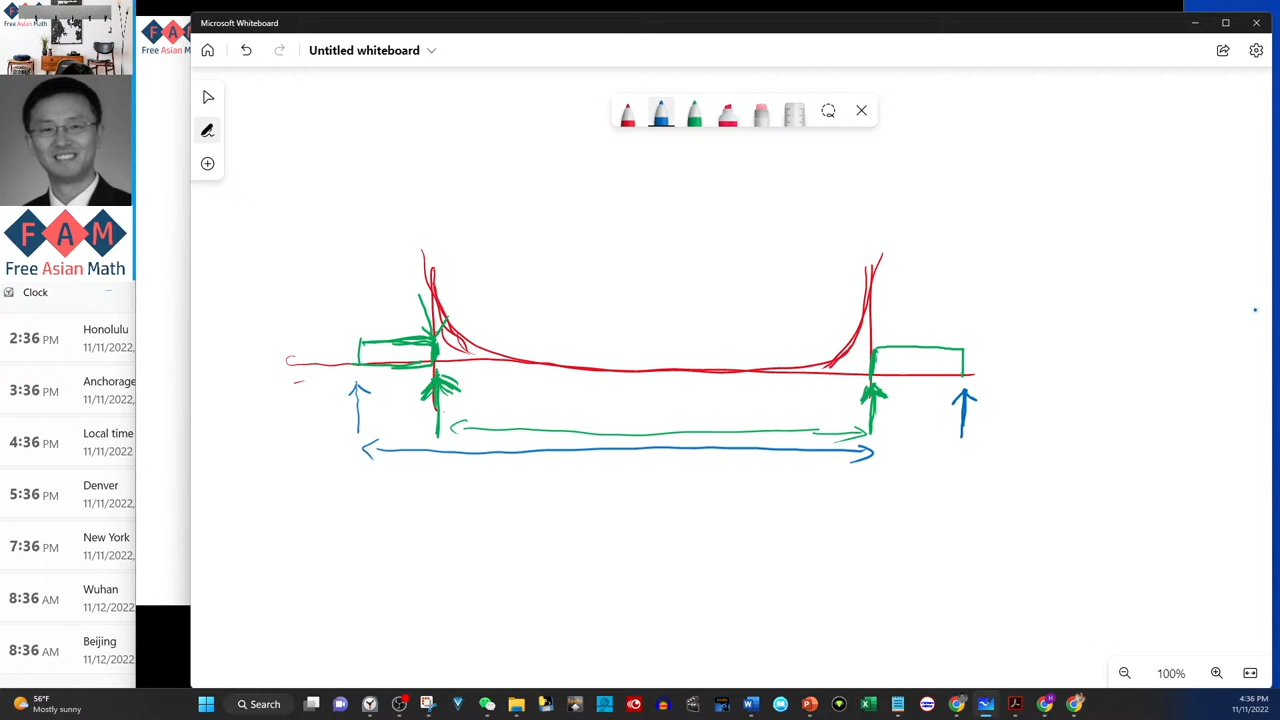 Free Asian Math
FAM
Free Asian M
FAM
Free Asian Math
Clock
2:36 PM Honolulu
11/11/2022,
3:36 PM Anchorage
11/11/2022,
4:36 PM Local time
11/11/2022,
5:36 PM Denver
11/11/2022,
7:36 PM New York
11/11/2022,
8:36 AM Wuhan
11/12/2022
8:36 AM Beijing
11/12/2022,
Microsoft Whiteboard
Untitled whiteboard
100%
56°F
Mostly sunny
Search
4:36 PM
11/11/2022